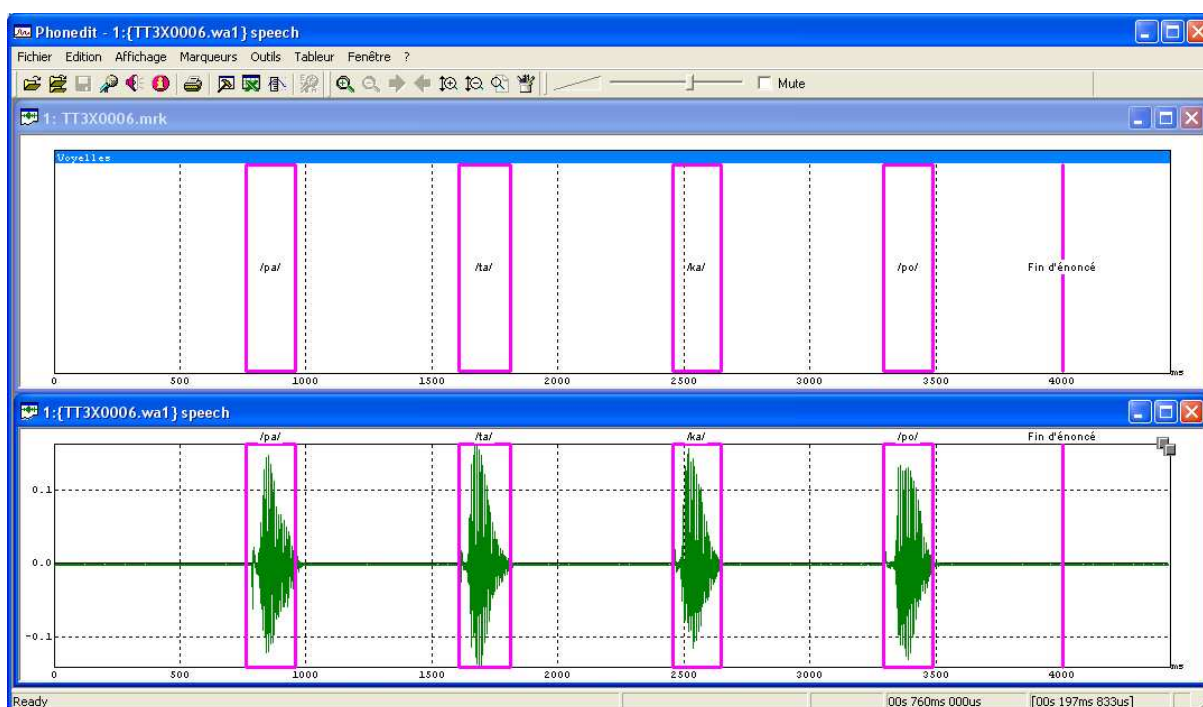 Phonedit - 1:{TT3X0006.wa1} speech
Fichier Edition Affichage Marqueurs Outils Tableur Fenêtre ?
Mute
1: TT3X0006.mrk
Voyelles
/pa/ /ta/ /ka/ /po/ Fin d'énoncé
0 500 1000 1500 2000 2500 3000 3500 4000 ms
1:{TT3X0006.wa1} speech
/pa/ /ta/ /ka/ /po/ Fin d'énoncé
0.1
0.0
-0.1
0 500 1000 1500 2000 2500 3000 3500 4000 ms
Ready 00s 760ms 000us [00s 197ms 833us]